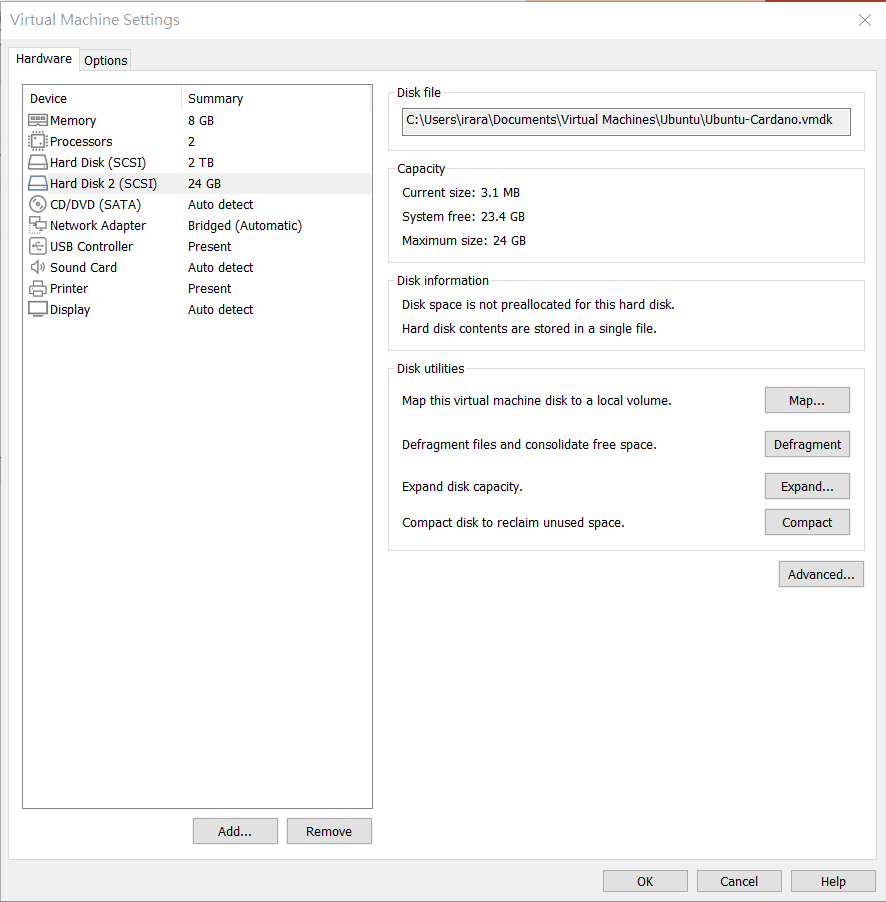 Virtual Machine Settings
Hardware Options
Device Summary
Memory 8 GB
Processors 2
Hard Disk (SCSI) 2 TB
Hard Disk 2 (SCSI) 24 GB
CD/DVD (SATA) Auto detect
Network Adapter Bridged (Automatic)
USB Controller Present
Sound Card Auto detect
Printer Present
Display Auto detect
Add... Remove
Disk file
C:\Users\irara\Documents\Virtual Machines\Ubuntu\Ubuntu-Cardano.vmdk
Capacity
Current size: 3.1 MB
System free: 23.4 GB
Maximum size: 24 GB
Disk information
Disk space is not preallocated for this hard disk.
Hard disk contents are stored in a single file.
Disk utilities
Map this virtual machine disk to a local volume. Map...
Defragment files and consolidate free space. Defragment
Expand disk capacity. Expand...
Compact disk to reclaim unused space. Compact
Advanced...
OK Cancel Help